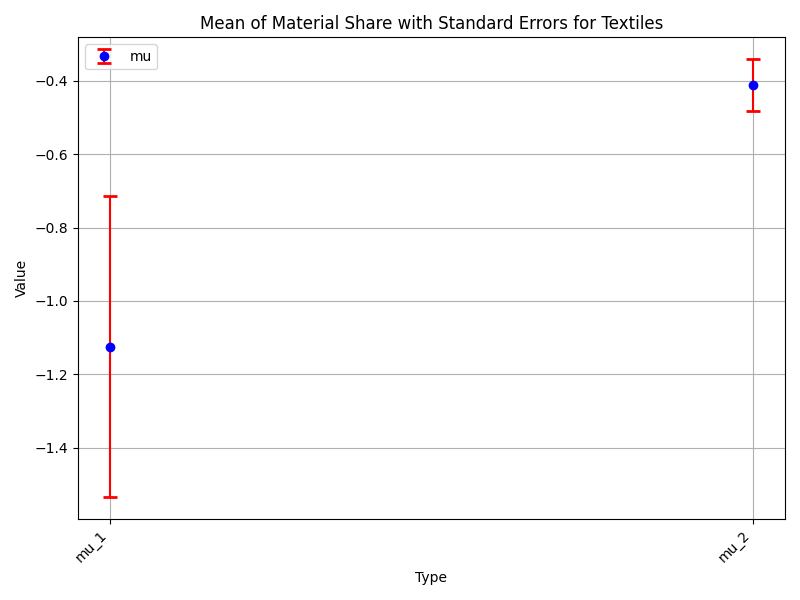 Mean of Material Share with Standard Errors for Textiles
mu
−0.4
−0.6
−0.8
−1.0
−1.2
−1.4
Value
mu_1
mu_2
Type